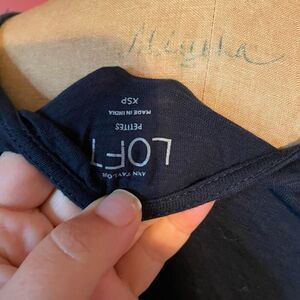 ANN TAYLOR
LOFT
PETITES
XSP
MADE IN INDIA